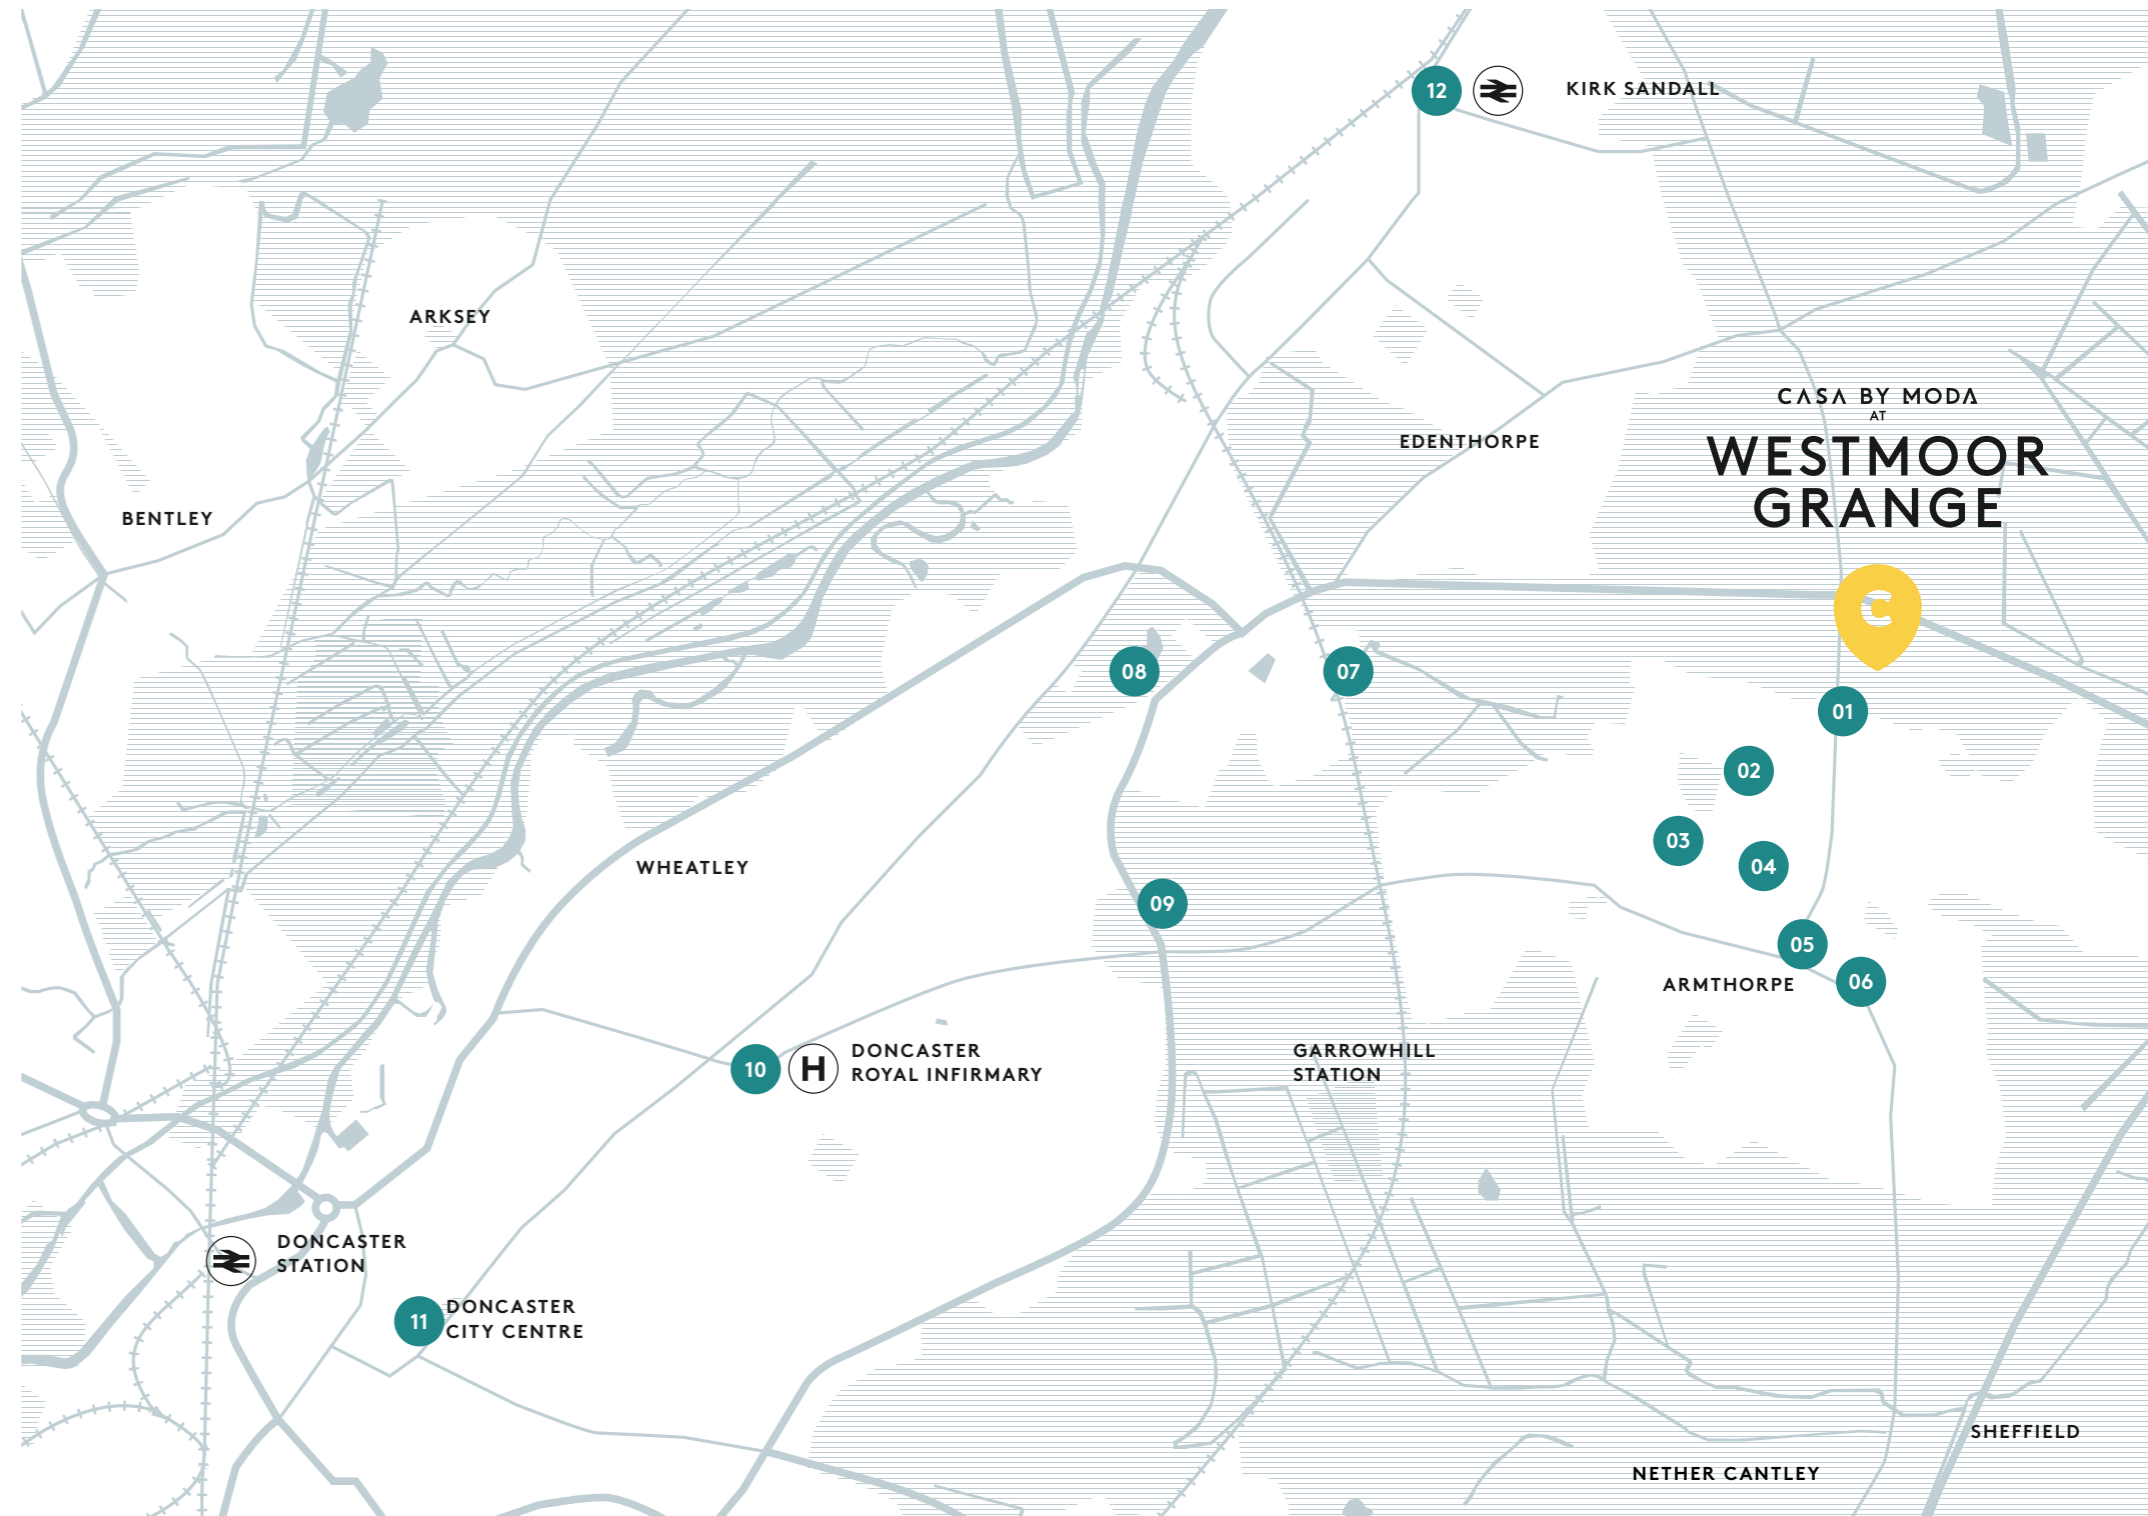 12
KIRK SANDALL
ARKSEY
CASA BY MODA
AT
WESTMOOR
GRANGE
EDENTHORPE
BENTLEY
C
08
07
01
02
03
04
WHEATLEY
09
05
ARMTHORPE
06
10
H
DONCASTER
ROYAL INFIRMARY
GARROWHILL
STATION
DONCASTER
STATION
11
DONCASTER
CITY CENTRE
SHEFFIELD
NETHER CANTLEY